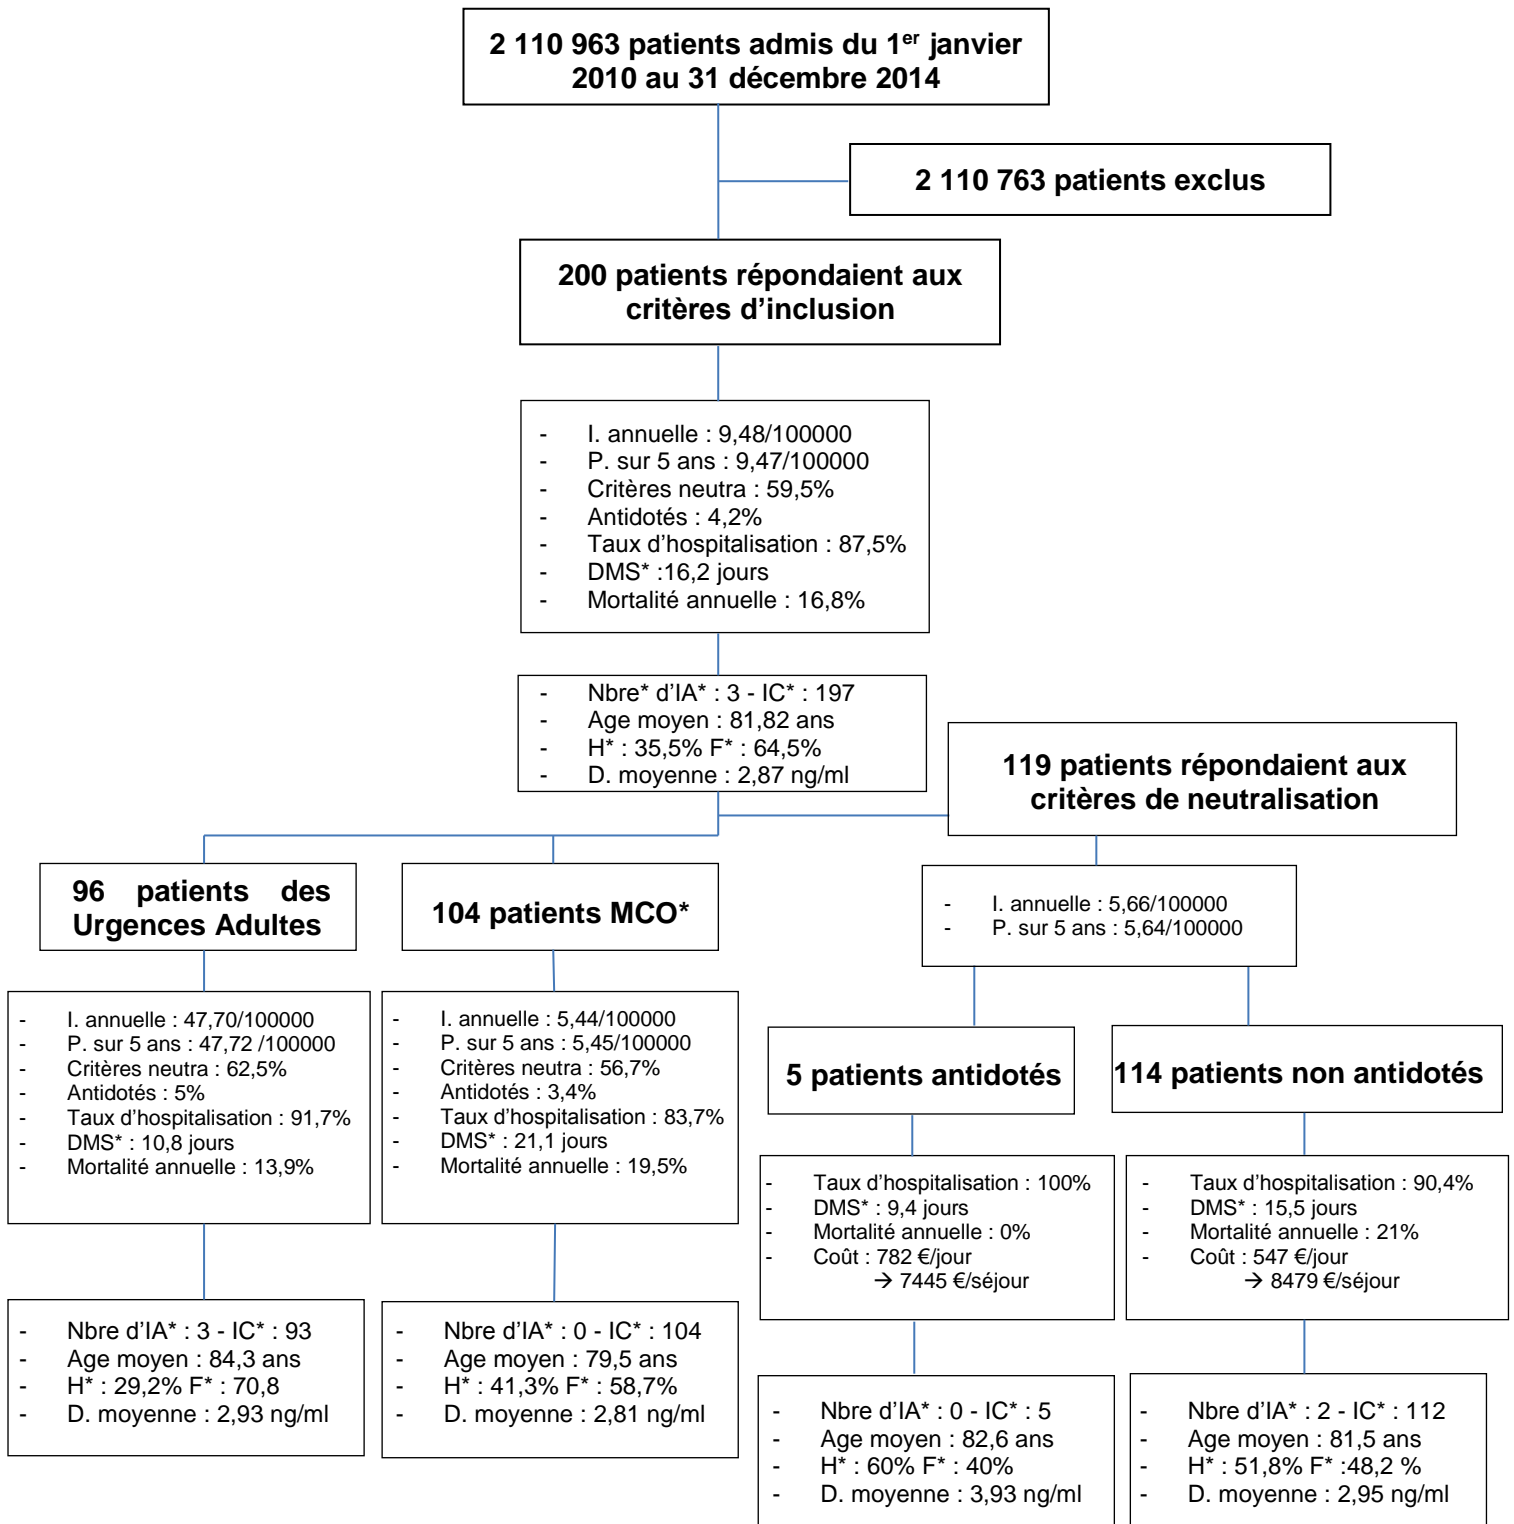 2 110 963 patients admis du 1er janvier
2010 au 31 décembre 2014
2 110 763 patients exclus
200 patients répondaient aux
critères d’inclusion
- I. annuelle : 9,48/100000
- P. sur 5 ans : 9,47/100000
- Critères neutra : 59,5%
- Antidotés : 4,2%
- Taux d’hospitalisation : 87,5%
- DMS* :16,2 jours
- Mortalité annuelle : 16,8%
- Nbre* d’IA* : 3 - IC* : 197
- Age moyen : 81,82 ans
- H* : 35,5% F* : 64,5%
- D. moyenne : 2,87 ng/ml
119 patients répondaient aux
critères de neutralisation
96 patients des
Urgences Adultes
104 patients MCO*
- I. annuelle : 5,66/100000
- P. sur 5 ans : 5,64/100000
- I. annuelle : 47,70/100000
- P. sur 5 ans : 47,72 /100000
- Critères neutra : 62,5%
- Antidotés : 5%
- Taux d’hospitalisation : 91,7%
- DMS* : 10,8 jours
- Mortalité annuelle : 13,9%
- I. annuelle : 5,44/100000
- P. sur 5 ans : 5,45/100000
- Critères neutra : 56,7%
- Antidotés : 3,4%
- Taux d’hospitalisation : 83,7%
- DMS* : 21,1 jours
- Mortalité annuelle : 19,5%
5 patients antidotés
114 patients non antidotés
- Taux d’hospitalisation : 100%
- DMS* : 9,4 jours
- Mortalité annuelle : 0%
- Coût : 782 €/jour
→ 7445 €/séjour
- Taux d’hospitalisation : 90,4%
- DMS* : 15,5 jours
- Mortalité annuelle : 21%
- Coût : 547 €/jour
→ 8479 €/séjour
- Nbre d’IA* : 3 - IC* : 93
- Age moyen : 84,3 ans
- H* : 29,2% F* : 70,8
- D. moyenne : 2,93 ng/ml
- Nbre d’IA* : 0 - IC* : 104
- Age moyen : 79,5 ans
- H* : 41,3% F* : 58,7%
- D. moyenne : 2,81 ng/ml
- Nbre d’IA* : 0 - IC* : 5
- Age moyen : 82,6 ans
- H* : 60% F* : 40%
- D. moyenne : 3,93 ng/ml
- Nbre d’IA* : 2 - IC* : 112
- Age moyen : 81,5 ans
- H* : 51,8% F* :48,2 %
- D. moyenne : 2,95 ng/ml